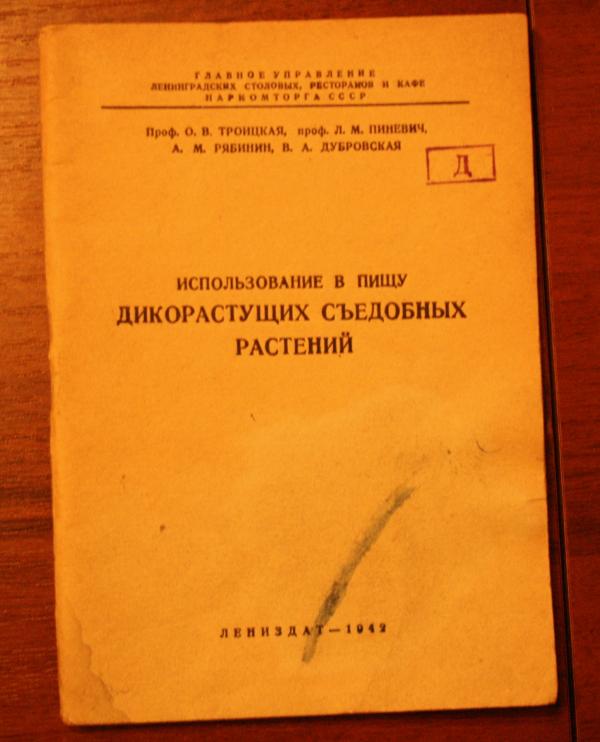 ГЛАВНОЕ УПРАВЛЕНИЕ
ЛЕНИНГРАДСКИХ СТОЛОВЫХ, РЕСТОРАНОВ И КАФЕ
НАРКОМТОРГА СССР
Проф. О. В. ТРОИЦКАЯ, проф. Л. М. ПИНЕВИЧ,
А. М. РЯБИНИН, В. А. ДУБРОВСКАЯ
Д
ИСПОЛЬЗОВАНИЕ В ПИЩУ
ДИКОРАСТУЩИХ СЪЕДОБНЫХ
РАСТЕНИЙ
ЛЕНИЗДАТ—1942